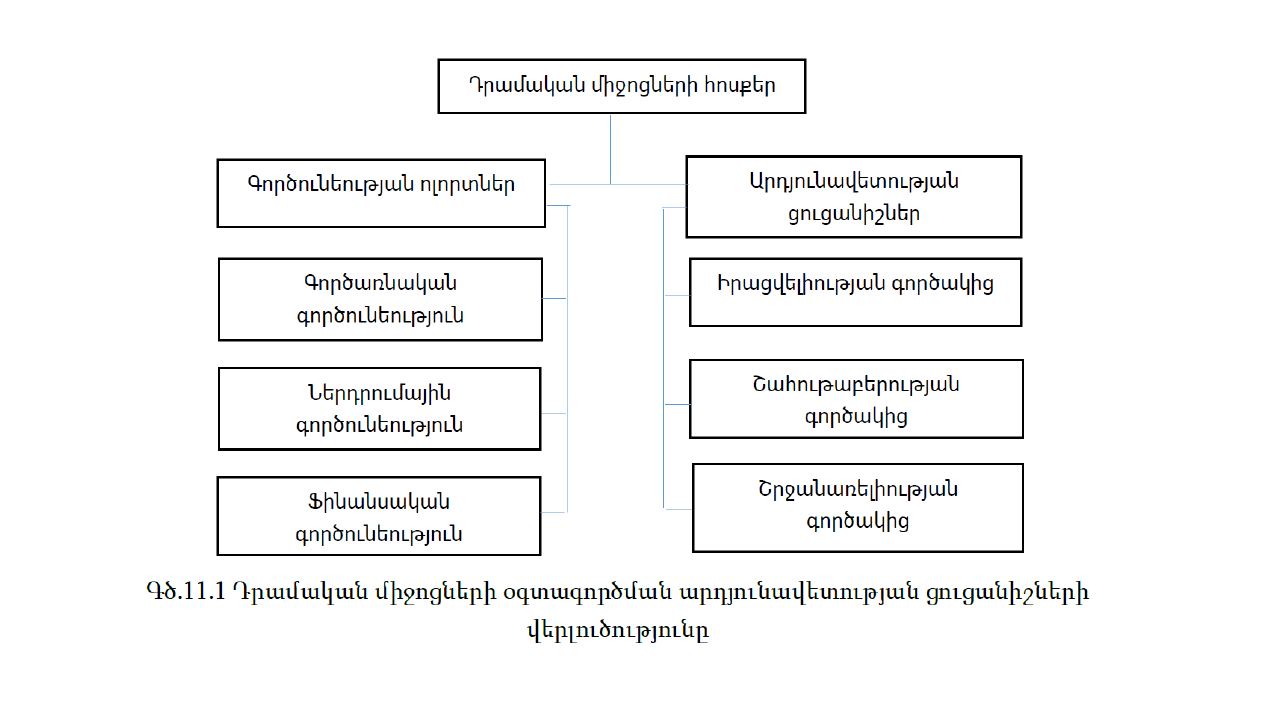 Դրամական միջոցների հոսքեր
Գործունեության ոլորտներ
Արդյունավետության
ցուցանիշներ
Գործառնական
գործունեություն
Իրացվելիության գործակից
Ներդրումային
գործունեություն
Շահութաբերության
գործակից
Ֆինանսական
գործունեություն
Շրջանառելիության
գործակից
Գծ.11.1 Դրամական միջոցների օգտագործման արդյունավետության ցուցանիշների
վերլուծությունը